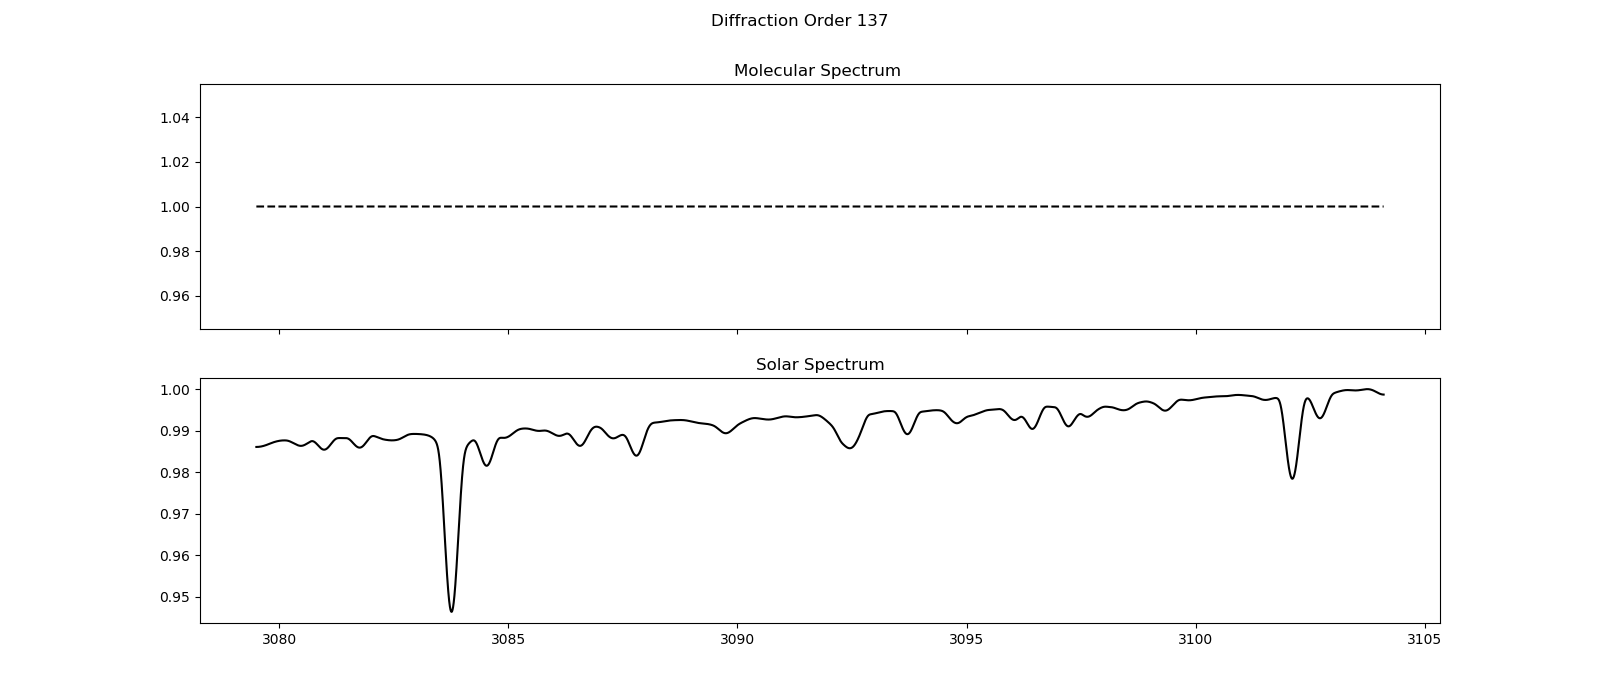 Diffraction Order 137
Molecular Spectrum
1.04
1.02
1.00
0.98
0.96
Solar Spectrum
1.00
0.99
0.98
0.97
0.96
0.95
3080 3085 3090 3095 3100 3105